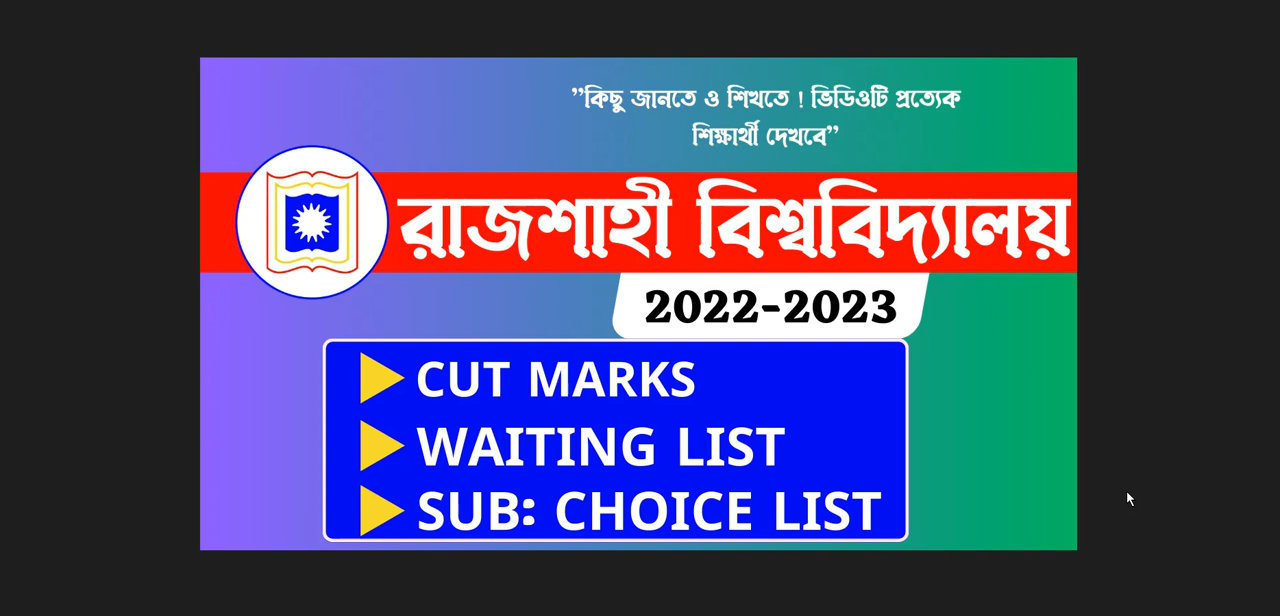 ”কিছু জানতে ও শিখতে ! ভিডিওটি প্রত্যেক
শিক্ষার্থী দেখবে”
রাজশাহী বিশ্ববিদ্যালয়
2022-2023
CUT MARKS
WAITING LIST
SUB: CHOICE LIST